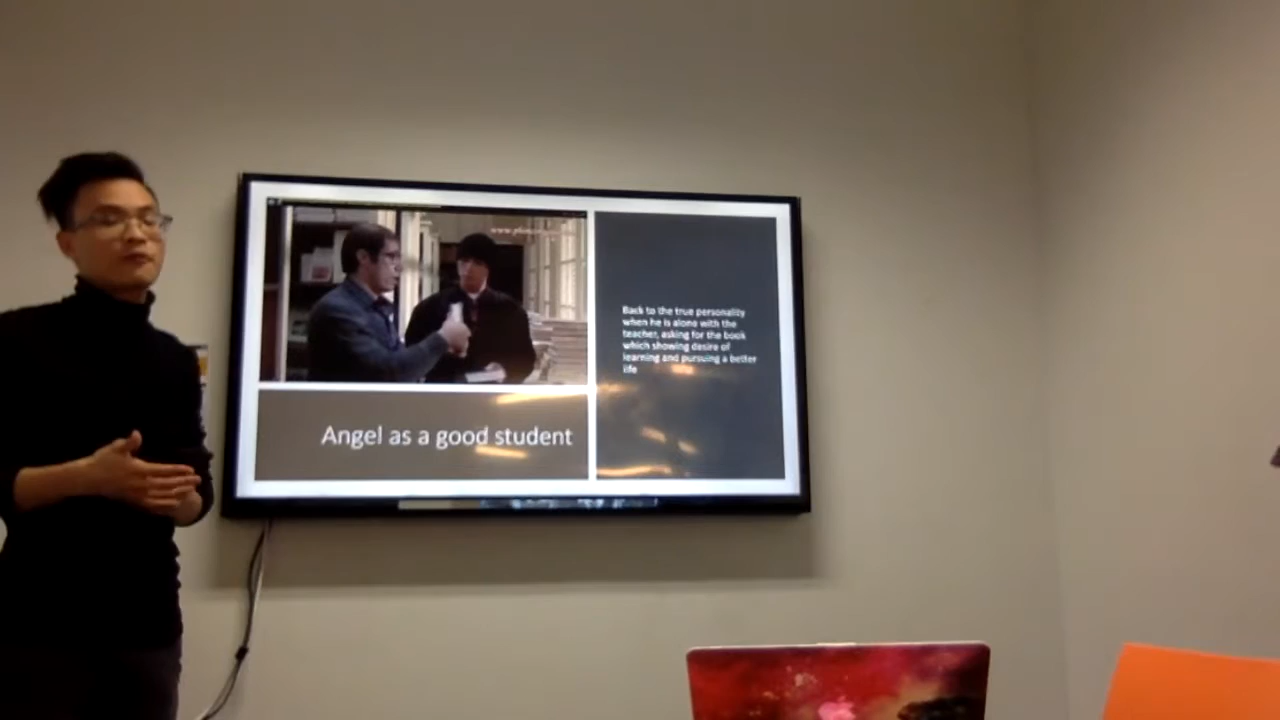 Angel as a good student
Back to the true personality
when he is alone with the
teacher, asking for the book
which showing desire of
learning and pursuing a better
life